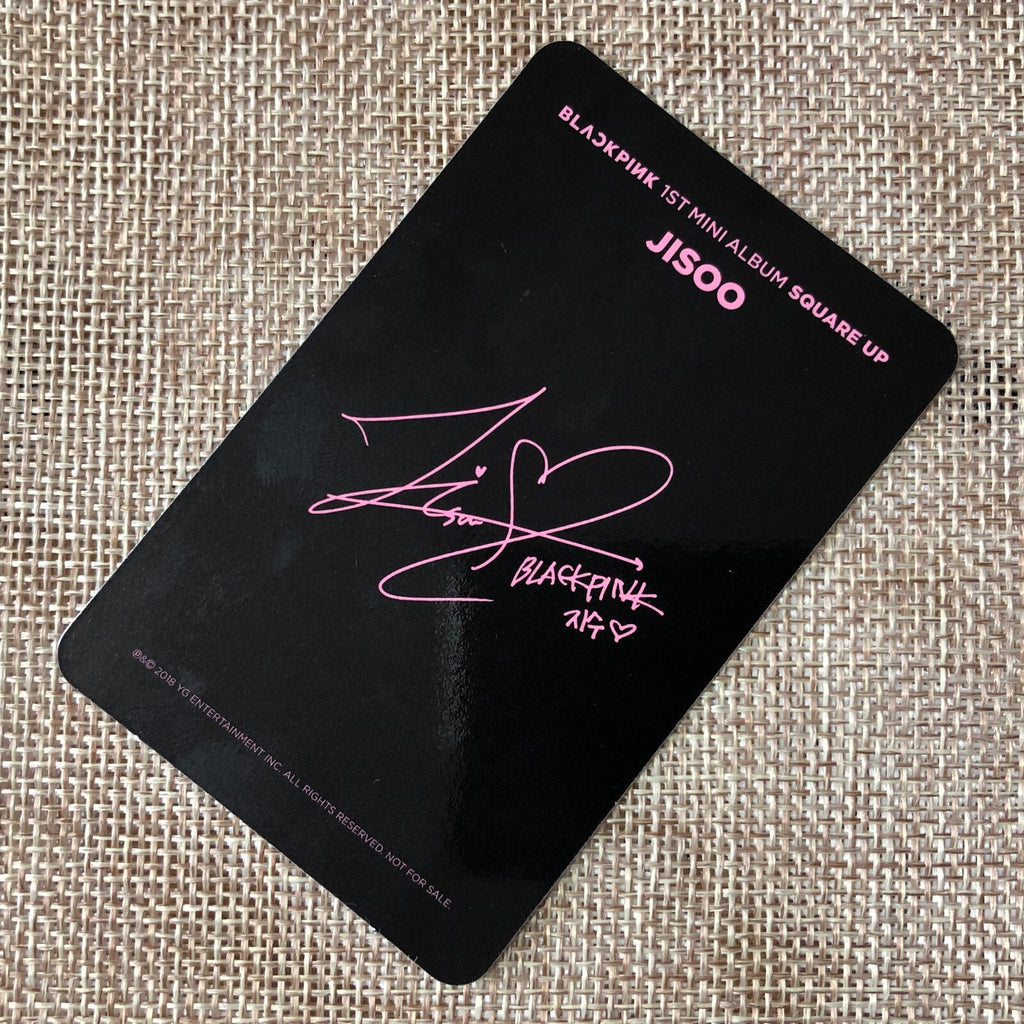 BLACKPINK 1ST MINI ALBUM SQUARE UP
JISOO
Jisoo
BLACKPINK
지수♡
℗&© 2018 YG ENTERTAINMENT INC. ALL RIGHTS RESERVED. NOT FOR SALE.